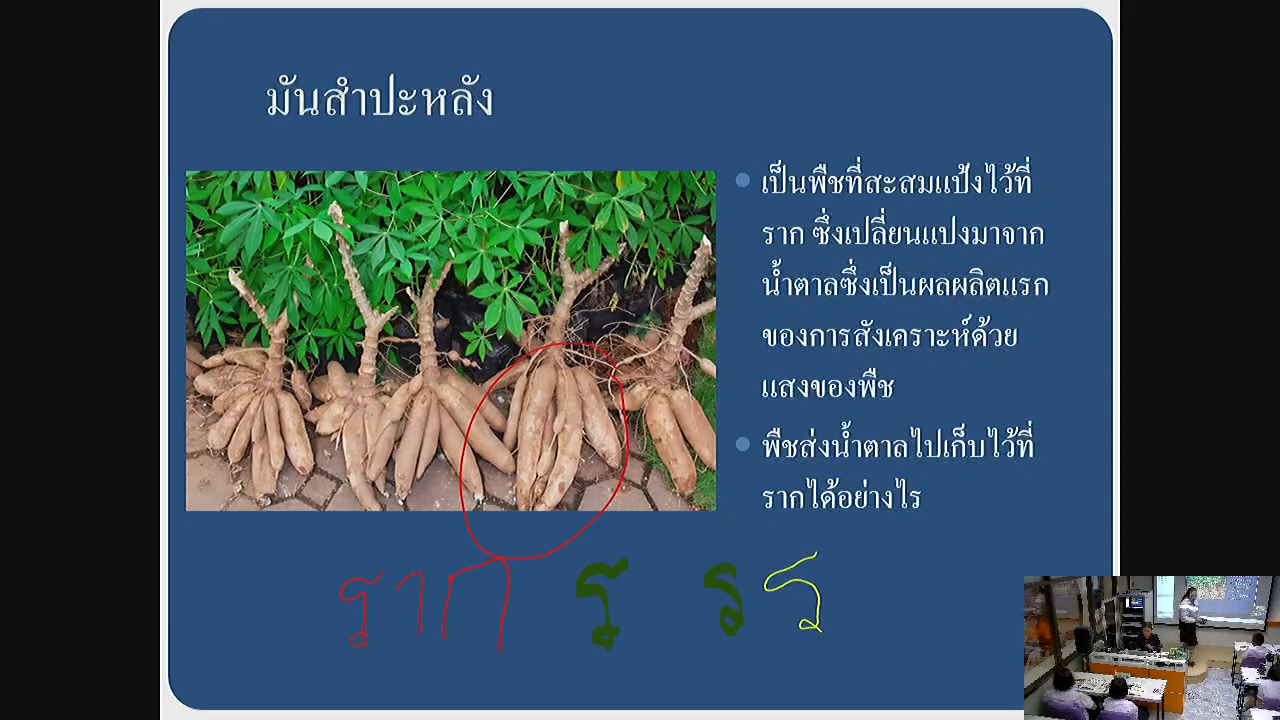 มันสำปะหลัง
เป็นพืชที่สะสมแป้งไว้ที่
ราก ซึ่งเปลี่ยนแปงมาจาก
น้ำตาลซึ่งเป็นผลผลิตแรก
ของการสังเคราะห์ด้วย
แสงของพืช
พืชส่งน้ำตาลไปเก็บไว้ที่
รากได้อย่างไร
ราก ร ร ร